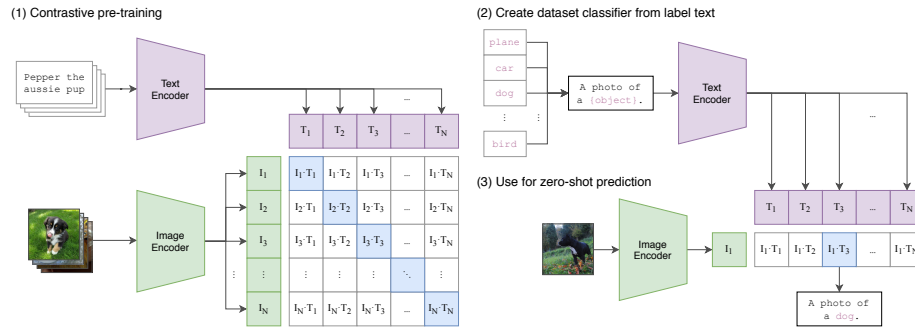 (1) Contrastive pre-training
Pepper the
aussie pup
Text
Encoder
...
T1 T2 T3 ... TN
I1 I1·T1 I1·T2 I1·T3 ... I1·TN
I2 I2·T1 I2·T2 I2·T3 ... I2·TN
I3 I3·T1 I3·T2 I3·T3 ... I3·TN
⋮ ⋮ ⋮ ⋮ ⋱ ⋮
IN IN·T1 IN·T2 IN·T3 ... IN·TN
Image
Encoder
(2) Create dataset classifier from label text
plane
car
dog
⋮ ⋮
bird
A photo of
a {object}.
Text
Encoder
...
(3) Use for zero-shot prediction
Image
Encoder
T1 T2 T3 ... TN
I1 I1·T1 I1·T2 I1·T3 ... I1·TN
A photo of
a dog.